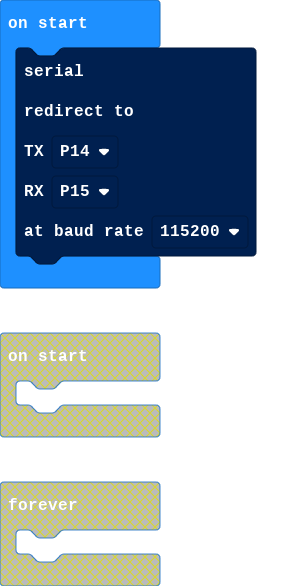 on start
serial
redirect to
TX P14
RX P15
at baud rate 115200
on start
forever